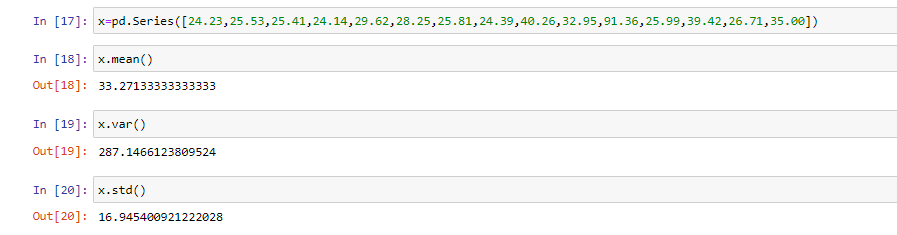 In [17]: x=pd.Series([24.23,25.53,25.41,24.14,29.62,28.25,25.81,24.39,40.26,32.95,91.36,25.99,39.42,26.71,35.00])
In [18]: x.mean()
Out[18]: 33.27133333333333
In [19]: x.var()
Out[19]: 287.1466123809524
In [20]: x.std()
Out[20]: 16.945400921222028